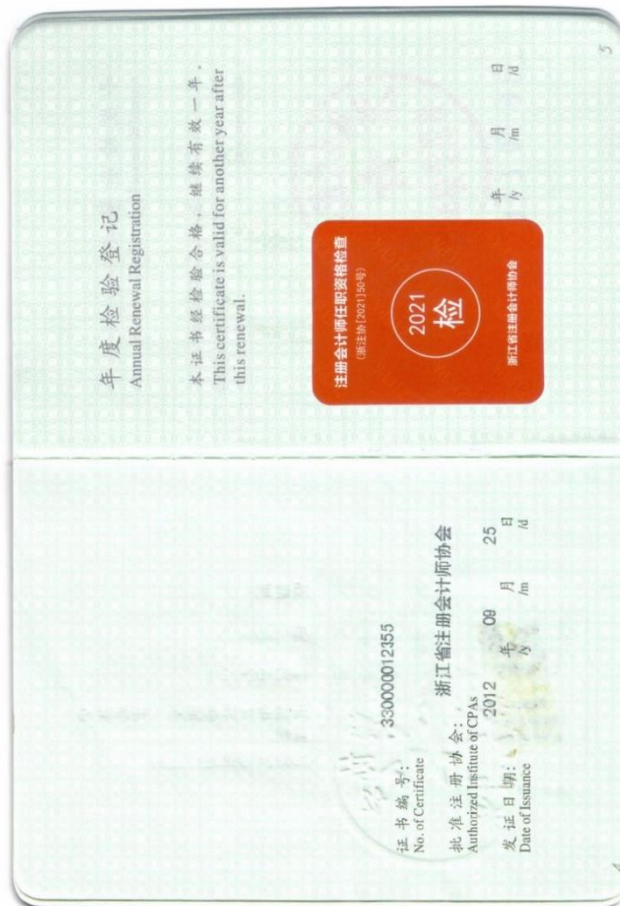 证书编号: 330000012355
No. of Certificate
批准注册协会: 浙江省注册会计师协会
Authorized Institute of CPAs
发证日期: 2012 年 09 月 25 日
Date of Issuance /y /m /d
4
年度检验登记
Annual Renewal Registration
本证书经检验合格，继续有效一年。
This certificate is valid for another year after
this renewal.
注册会计师任职资格检查
(浙注协[2021]50号)
2021
检
浙江省注册会计师协会
年 月 日
/y /m /d
5